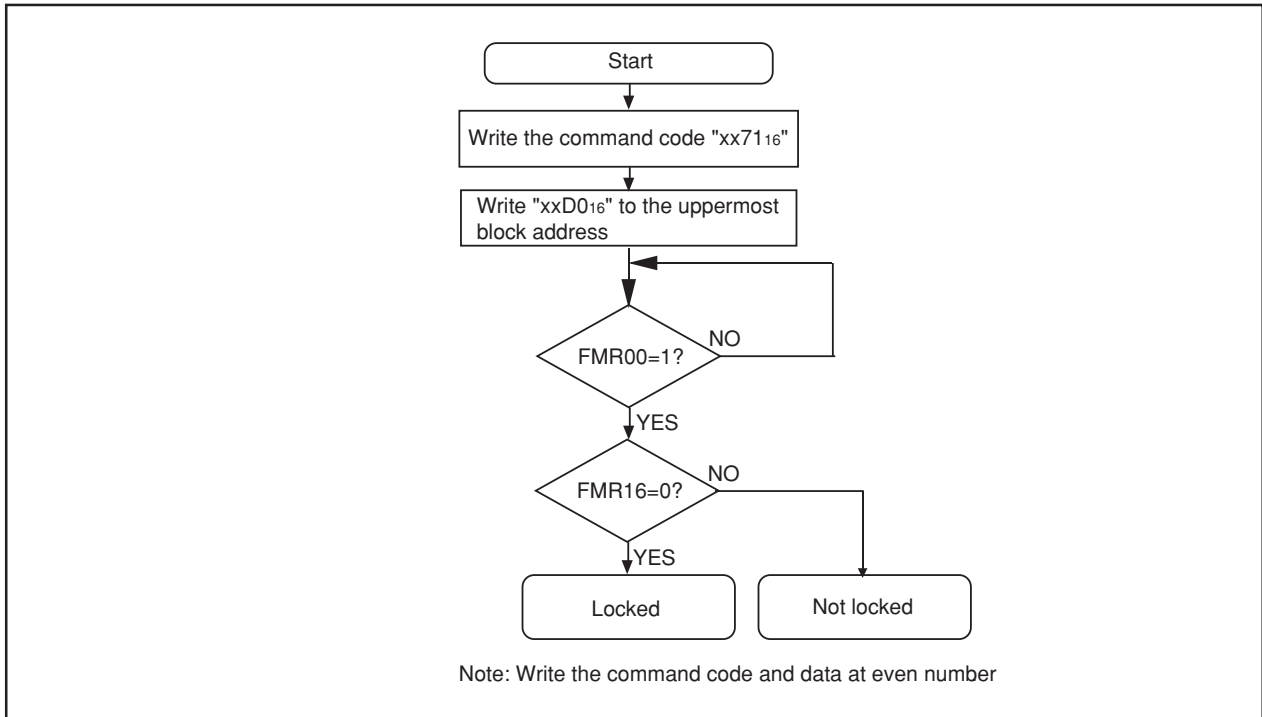 Start
Write the command code "xx7116"
Write "xxD016" to the uppermost
block address
FMR00=1?
NO
YES
FMR16=0?
NO
YES
Locked
Not locked
Note: Write the command code and data at even number